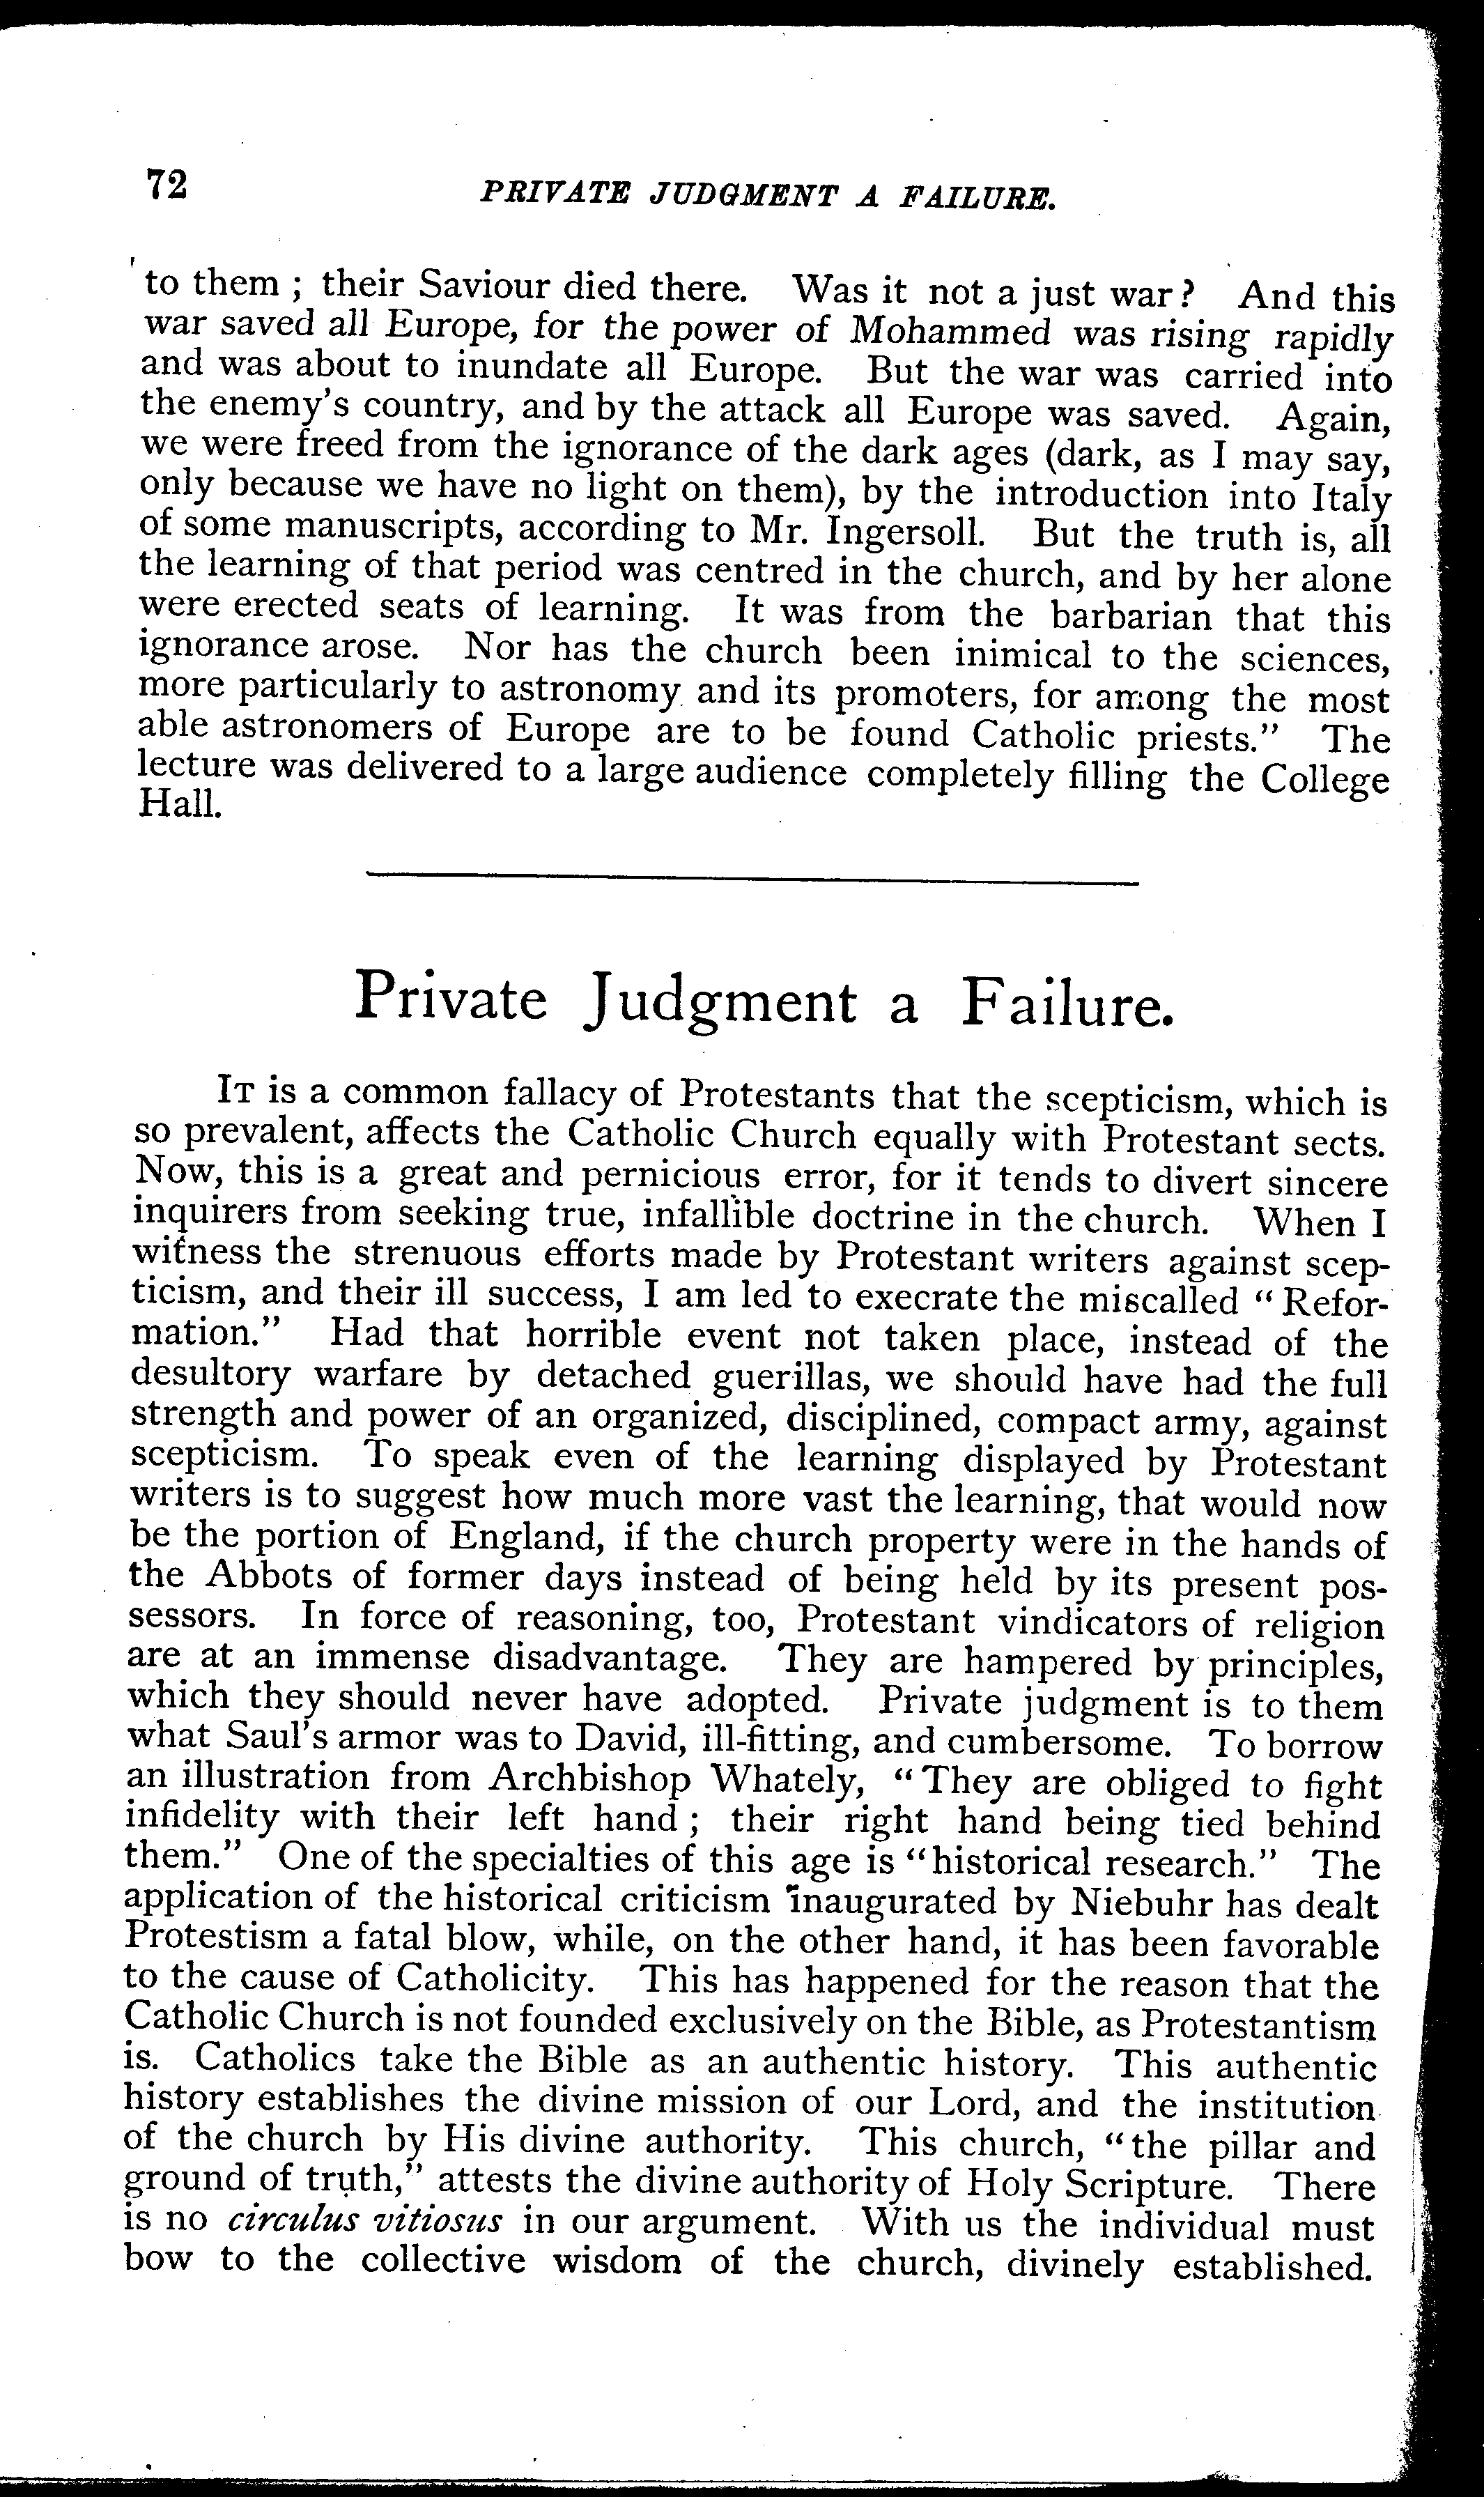 72
PRIVATE JUDGMENT A FAILURE.
to them ; their Saviour died there. Was it not a just war? And this
war saved all Europe, for the power of Mohammed was rising rapidly
and was about to inundate all Europe. But the war was carried into
the enemy's country, and by the attack all Europe was saved. Again,
we were freed from the ignorance of the dark ages (dark, as I may say,
only because we have no light on them), by the introduction into Italy
of some manuscripts, according to Mr. Ingersoll. But the truth is, all
the learning of that period was centred in the church, and by her alone
were erected seats of learning. It was from the barbarian that this
ignorance arose. Nor has the church been inimical to the sciences,
more particularly to astronomy and its promoters, for among the most
able astronomers of Europe are to be found Catholic priests." The
lecture was delivered to a large audience completely filling the College
Hall.
Private Judgment a Failure.
IT is a common fallacy of Protestants that the scepticism, which is
so prevalent, affects the Catholic Church equally with Protestant sects.
Now, this is a great and pernicious error, for it tends to divert sincere
inquirers from seeking true, infallible doctrine in the church. When I
witness the strenuous efforts made by Protestant writers against scep-
ticism, and their ill success, I am led to execrate the miscalled "Refor-
mation." Had that horrible event not taken place, instead of the
desultory warfare by detached guerillas, we should have had the full
strength and power of an organized, disciplined, compact army, against
scepticism. To speak even of the learning displayed by Protestant
writers is to suggest how much more vast the learning, that would now
be the portion of England, if the church property were in the hands of
the Abbots of former days instead of being held by its present pos-
sessors. In force of reasoning, too, Protestant vindicators of religion
are at an immense disadvantage. They are hampered by principles,
which they should never have adopted. Private judgment is to them
what Saul's armor was to David, ill-fitting, and cumbersome. To borrow
an illustration from Archbishop Whately, "They are obliged to fight
infidelity with their left hand ; their right hand being tied behind
them." One of the specialties of this age is "historical research." The
application of the historical criticism inaugurated by Niebuhr has dealt
Protestism a fatal blow, while, on the other hand, it has been favorable
to the cause of Catholicity. This has happened for the reason that the
Catholic Church is not founded exclusively on the Bible, as Protestantism
is. Catholics take the Bible as an authentic history. This authentic
history establishes the divine mission of our Lord, and the institution
of the church by His divine authority. This church, "the pillar and
ground of truth," attests the divine authority of Holy Scripture. There
is no circulus vitiosus in our argument. With us the individual must
bow to the collective wisdom of the church, divinely established.